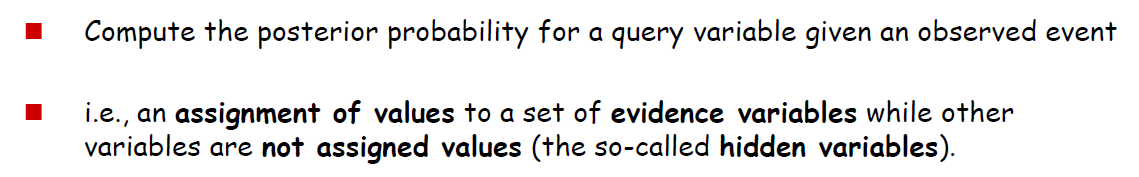 Compute the posterior probability for a query variable given an observed event
i.e., an assignment of values to a set of evidence variables while other
variables are not assigned values (the so-called hidden variables).